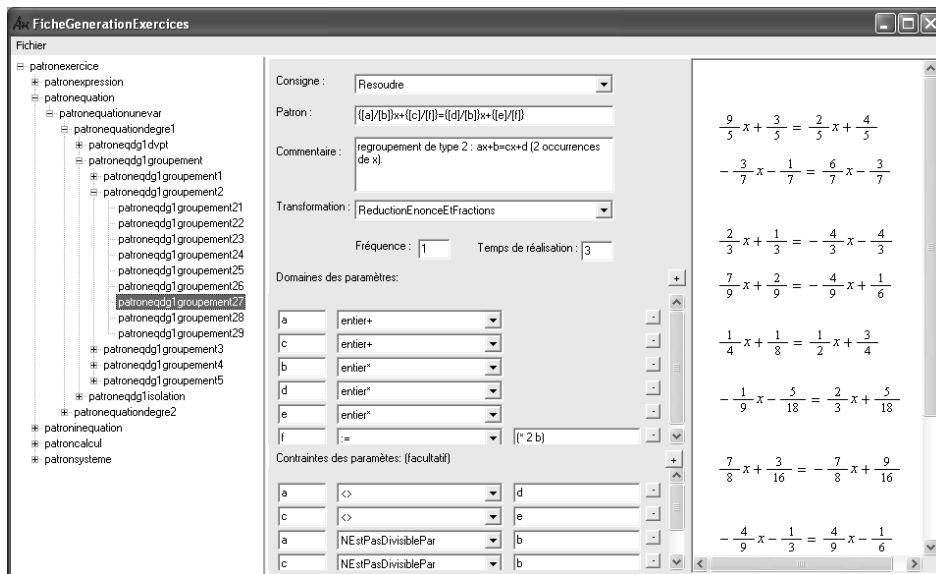 FicheGenerationExercices
Fichier
patronexercice
patronexpression
patronequation
patronequationunevar
patronequationdegre1
patroneqdg1dvpt
patroneqdg1groupement
patroneqdg1groupement1
patroneqdg1groupement2
patroneqdg1groupement21
patroneqdg1groupement22
patroneqdg1groupement23
patroneqdg1groupement24
patroneqdg1groupement25
patroneqdg1groupement26
patroneqdg1groupement27
patroneqdg1groupement28
patroneqdg1groupement29
patroneqdg1groupement3
patroneqdg1groupement4
patroneqdg1groupement5
patroneqdg1isolation
patronequationdegre2
patroninequation
patroncalcul
patronsysteme
Consigne : Resoudre
Patron : {[a]/[b]}x+{[c]/[f]}={[d]/[b]}x+{[e]/[f]}
Commentaire : regroupement de type 2 : ax+b=cx+d (2 occurences
de x).
Transformation : ReductionEnonceEtFractions
Fréquence : 1 Temps de réalisation : 3
Domaines des paramètres: +
a entier+ -
c entier+ -
b entier* -
d entier* -
e entier* -
f := (* 2 b) -
Contraintes des paramètres: (facultatif) +
a <> d -
c <> e -
a NEstPasDivisiblePar b -
c NEstPasDivisiblePar b -
9/5 x + 3/5 = 2/5 x + 4/5
- 3/7 x - 1/7 = 6/7 x - 3/7
2/3 x + 1/3 = - 4/3 x - 4/3
7/9 x + 2/9 = - 4/9 x + 1/6
1/4 x + 1/8 = 1/2 x + 3/4
- 1/9 x - 5/18 = 2/3 x + 5/18
7/8 x + 3/16 = - 7/8 x + 9/16
- 4/9 x - 1/3 = 4/9 x - 1/6